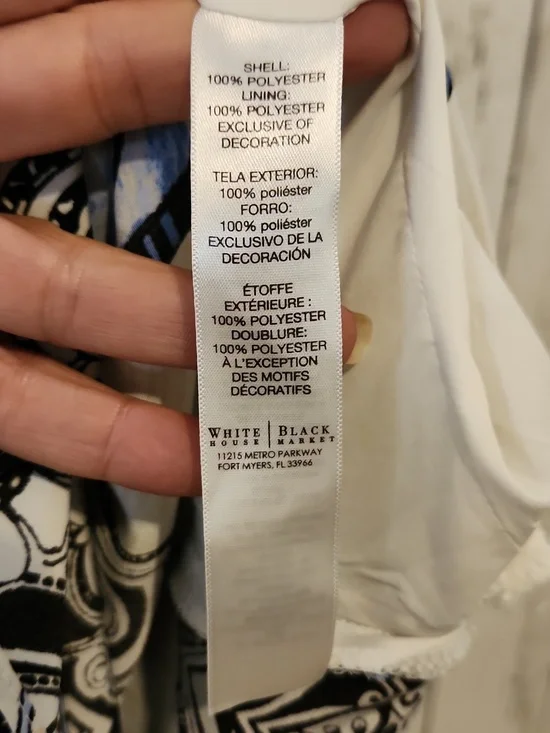 SHELL:
100% POLYESTER
LINING:
100% POLYESTER
EXCLUSIVE OF
DECORATION
TELA EXTERIOR:
100% poliéster
FORRO:
100% poliéster
EXCLUSIVO DE LA
DECORACIÓN
ÉTOFFE
EXTÉRIEURE :
100% POLYESTER
DOUBLURE:
100% POLYESTER
À L'EXCEPTION
DES MOTIFS
DÉCORATIFS
WHITE | BLACK
HOUSE | MARKET
11215 METRO PARKWAY
FORT MYERS, FL 33966